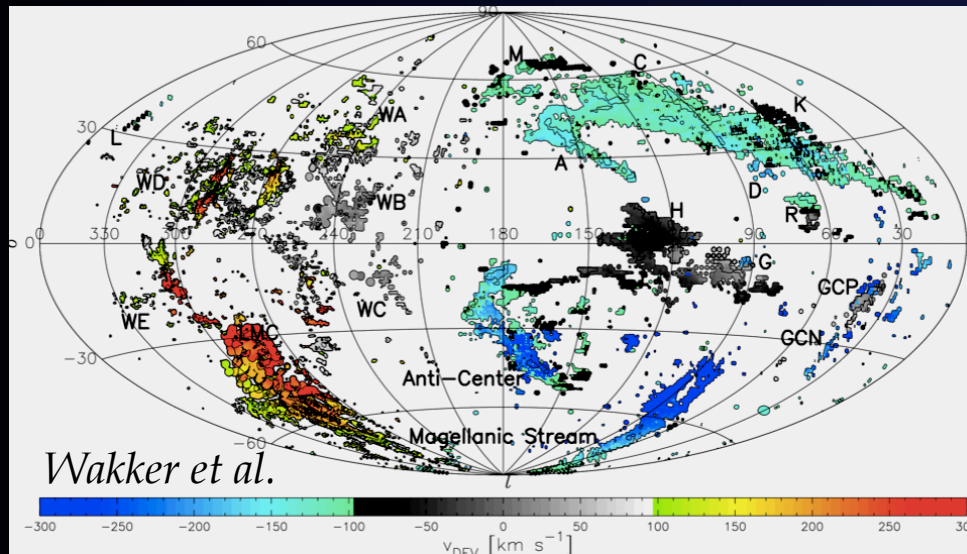 90
60
M
C
K
WA
30
L
A
WD
D
WB
H
R
0
330
300
240
210
180
150
90
60
30
G
GCP
WC
WE
GCN
-30
Anti-Center
-60
Magellanic Stream
l
Wakker et al.
-300 -250 -200 -150 -100 -50 0 50 100 150 200 250 300
v_DEV [km s⁻¹]